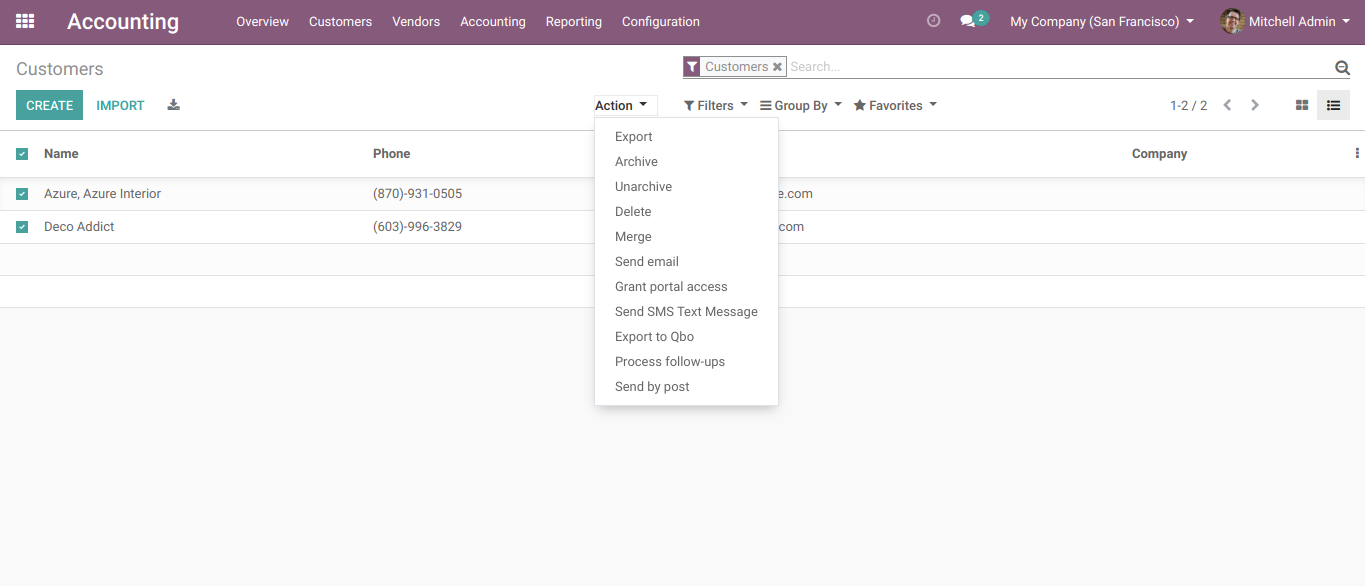 Accounting Overview Customers Vendors Accounting Reporting Configuration 2 My Company (San Francisco) Mitchell Admin
Customers Customers Search...
CREATE IMPORT Action Filters Group By Favorites 1-2 / 2
Name Phone Company
Azure, Azure Interior (870)-931-0505 e.com
Deco Addict (603)-996-3829 .com
Export
Archive
Unarchive
Delete
Merge
Send email
Grant portal access
Send SMS Text Message
Export to Qbo
Process follow-ups
Send by post